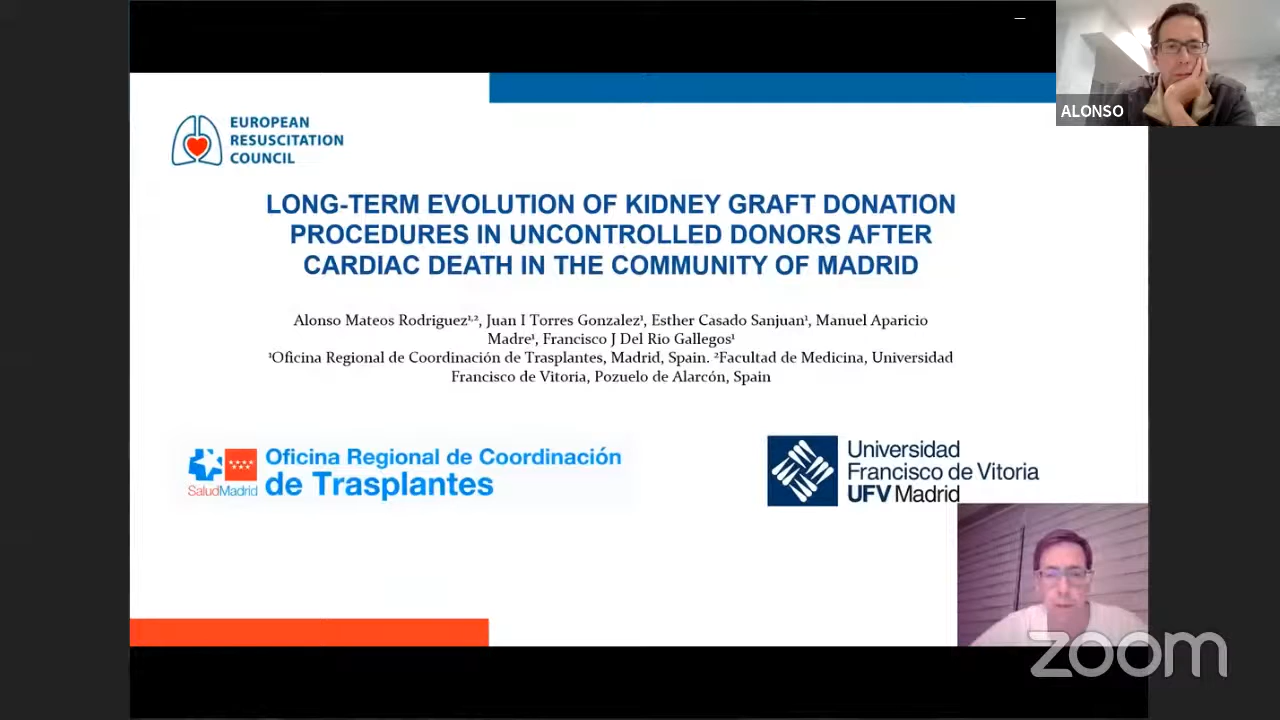 ALONSO
EUROPEAN
RESUSCITATION
COUNCIL
LONG-TERM EVOLUTION OF KIDNEY GRAFT DONATION
PROCEDURES IN UNCONTROLLED DONORS AFTER
CARDIAC DEATH IN THE COMMUNITY OF MADRID
Alonso Mateos Rodriguez¹,², Juan I Torres Gonzalez¹, Esther Casado Sanjuan¹, Manuel Aparicio
Madre¹, Francisco J Del Rio Gallegos¹
¹Oficina Regional de Coordinación de Trasplantes, Madrid, Spain. ²Facultad de Medicina, Universidad
Francisco de Vitoria, Pozuelo de Alarcón, Spain
SaludMadrid
Oficina Regional de Coordinación
de Trasplantes
Universidad
Francisco de Vitoria
UFV Madrid
zoom